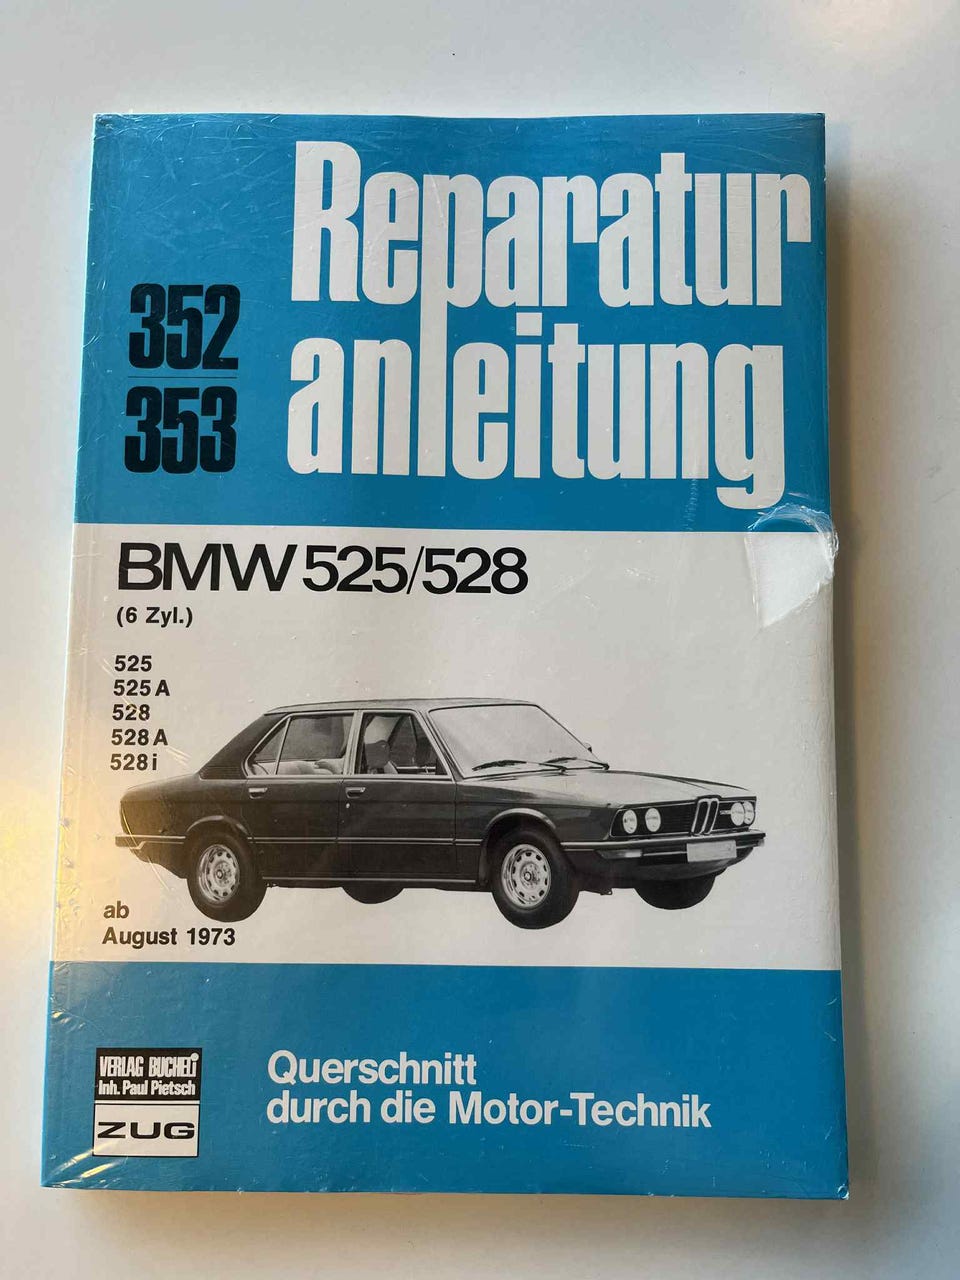 Reparatur
anleitung
352
353
BMW 525/528
(6 Zyl.)
525
525 A
528
528 A
528 i
ab
August 1973
VERLAG BUCHELI
Inh. Paul Pietsch
ZUG
Querschnitt
durch die Motor-Technik